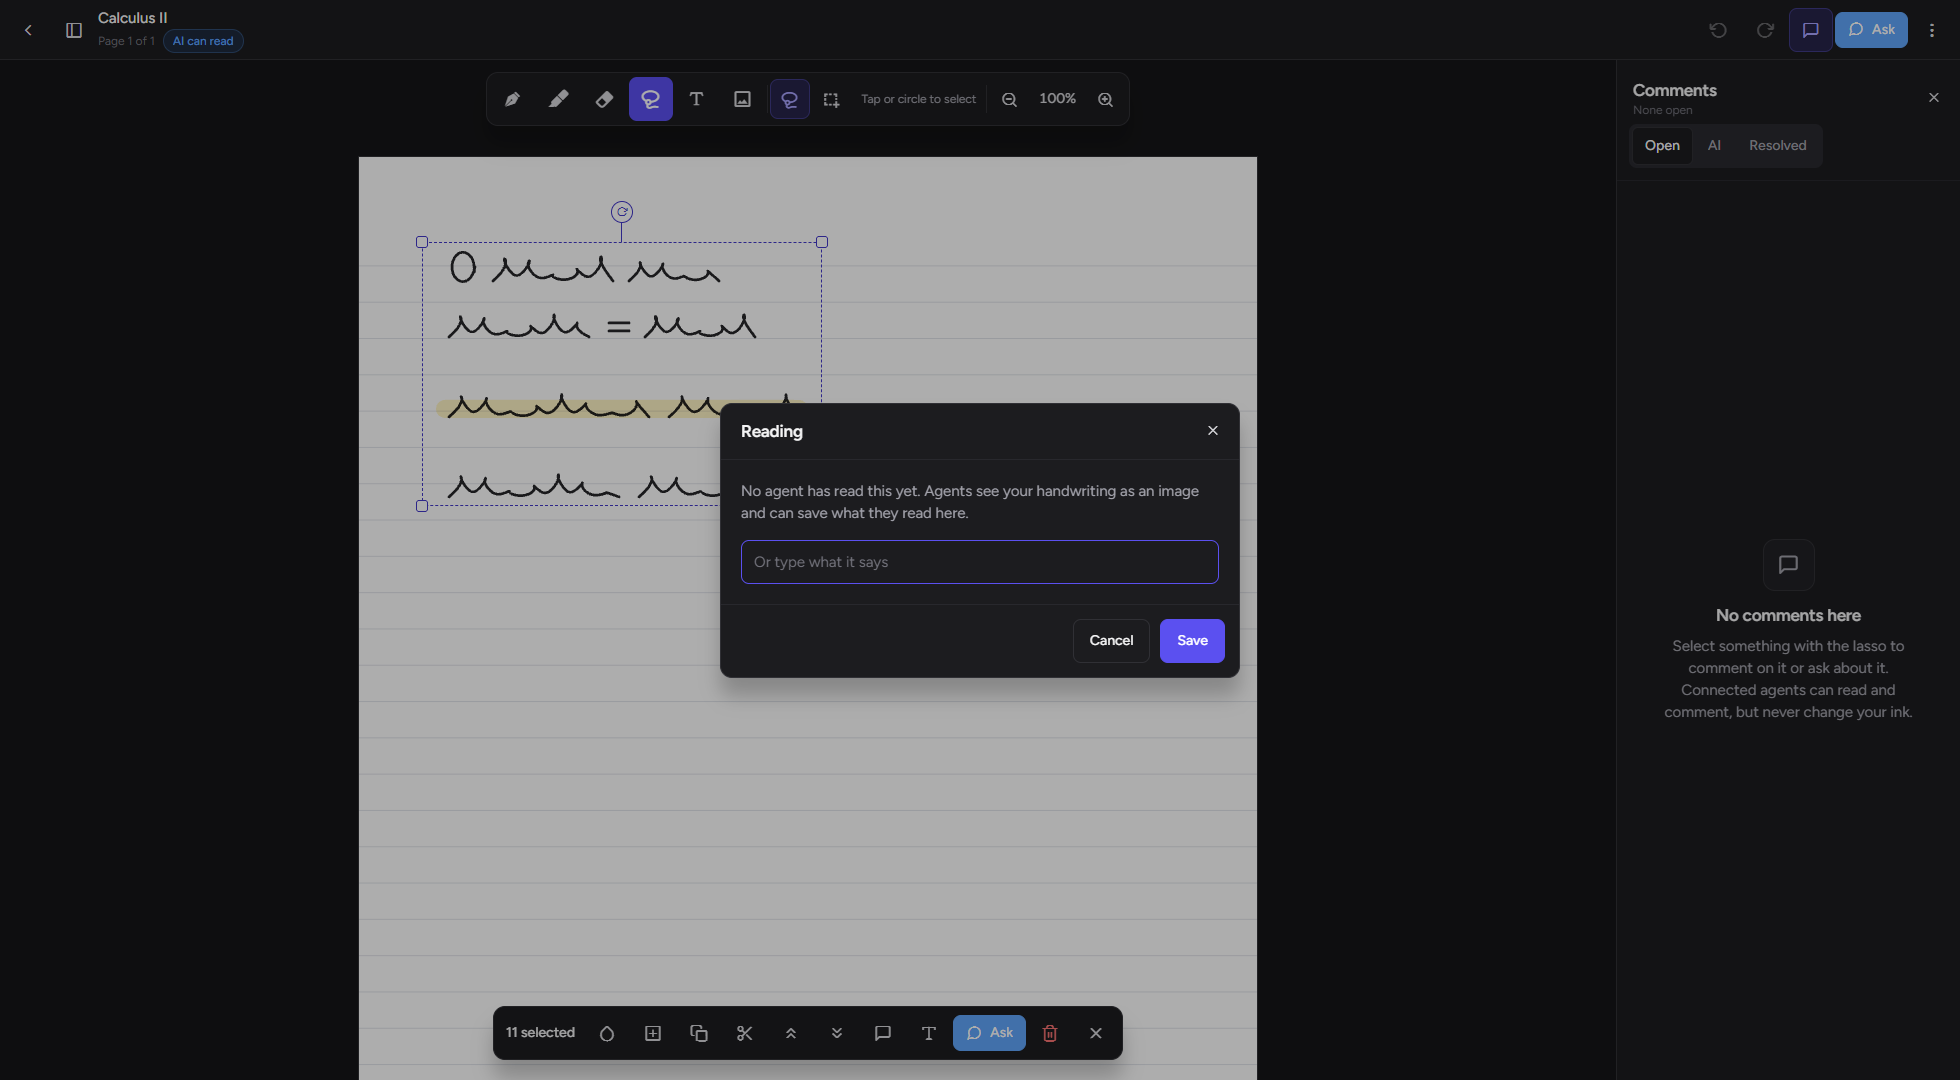 Calculus II
Page 1 of 1 AI can read
Ask
T Tap or circle to select 100%
Comments
None open
Open AI Resolved
0
=
Reading
No agent has read this yet. Agents see your handwriting as an image
and can save what they read here.
Or type what it says
Cancel Save
No comments here
Select something with the lasso to
comment on it or ask about it.
Connected agents can read and
comment, but never change your ink.
11 selected T Ask